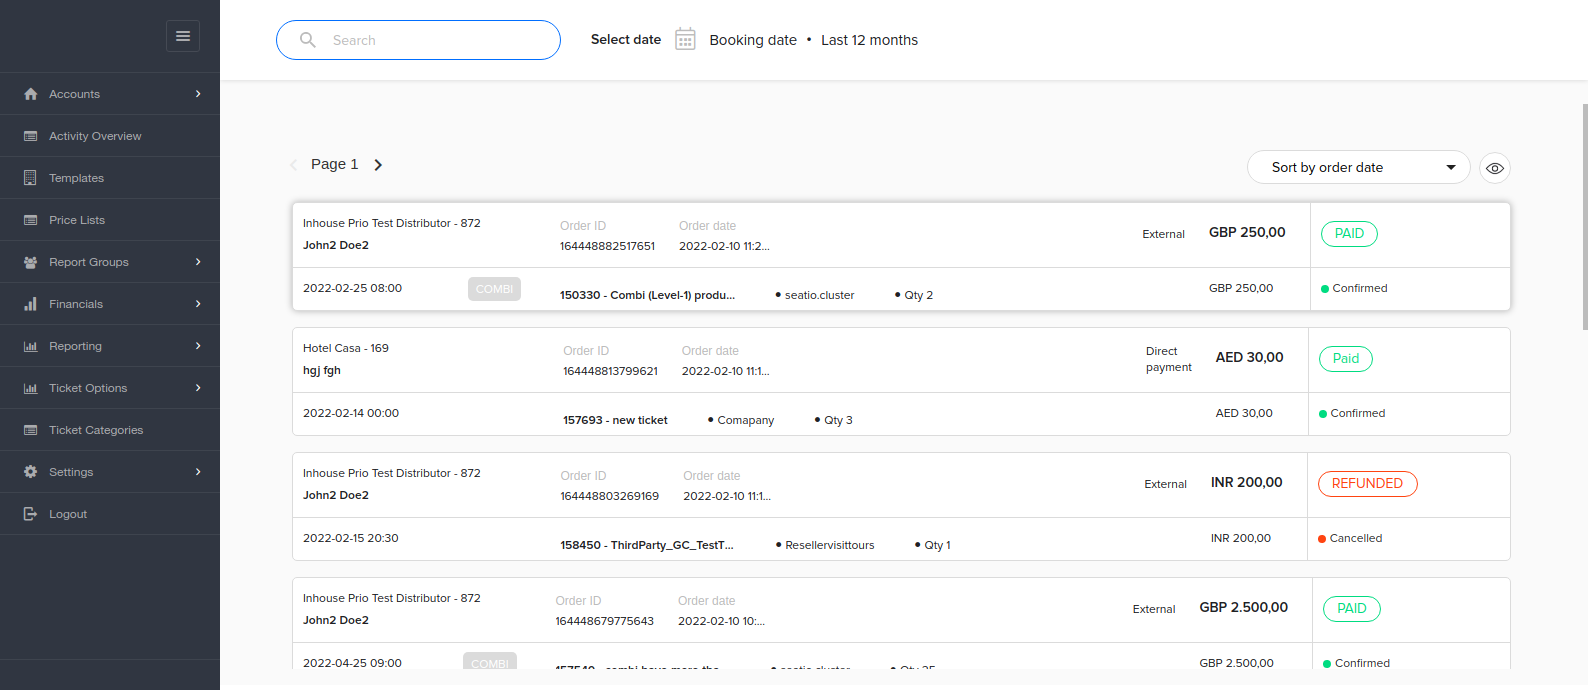 Search
Select date Booking date • Last 12 months
Accounts
Activity Overview
Templates
Price Lists
Report Groups
Financials
Reporting
Ticket Options
Ticket Categories
Settings
Logout
Page 1
Sort by order date
Inhouse Prio Test Distributor - 872
John2 Doe2
Order ID
164448882517651
Order date
2022-02-10 11:2...
External
GBP 250,00
PAID
2022-02-25 08:00
COMBI
150330 - Combi (Level-1) produ...
• seatio.cluster
• Qty 2
GBP 250,00
Confirmed
Hotel Casa - 169
hgj fgh
Order ID
164448813799621
Order date
2022-02-10 11:1...
Direct
payment
AED 30,00
Paid
2022-02-14 00:00
157693 - new ticket
• Comapany
• Qty 3
AED 30,00
Confirmed
Inhouse Prio Test Distributor - 872
John2 Doe2
Order ID
164448803269169
Order date
2022-02-10 11:1...
External
INR 200,00
REFUNDED
2022-02-15 20:30
158450 - ThirdParty_GC_TestT...
• Resellervisittours
• Qty 1
INR 200,00
Cancelled
Inhouse Prio Test Distributor - 872
John2 Doe2
Order ID
164448679775643
Order date
2022-02-10 10:...
External
GBP 2.500,00
PAID
2022-04-25 09:00
COMBI
• seatio.cluster
GBP 2.500,00
Confirmed